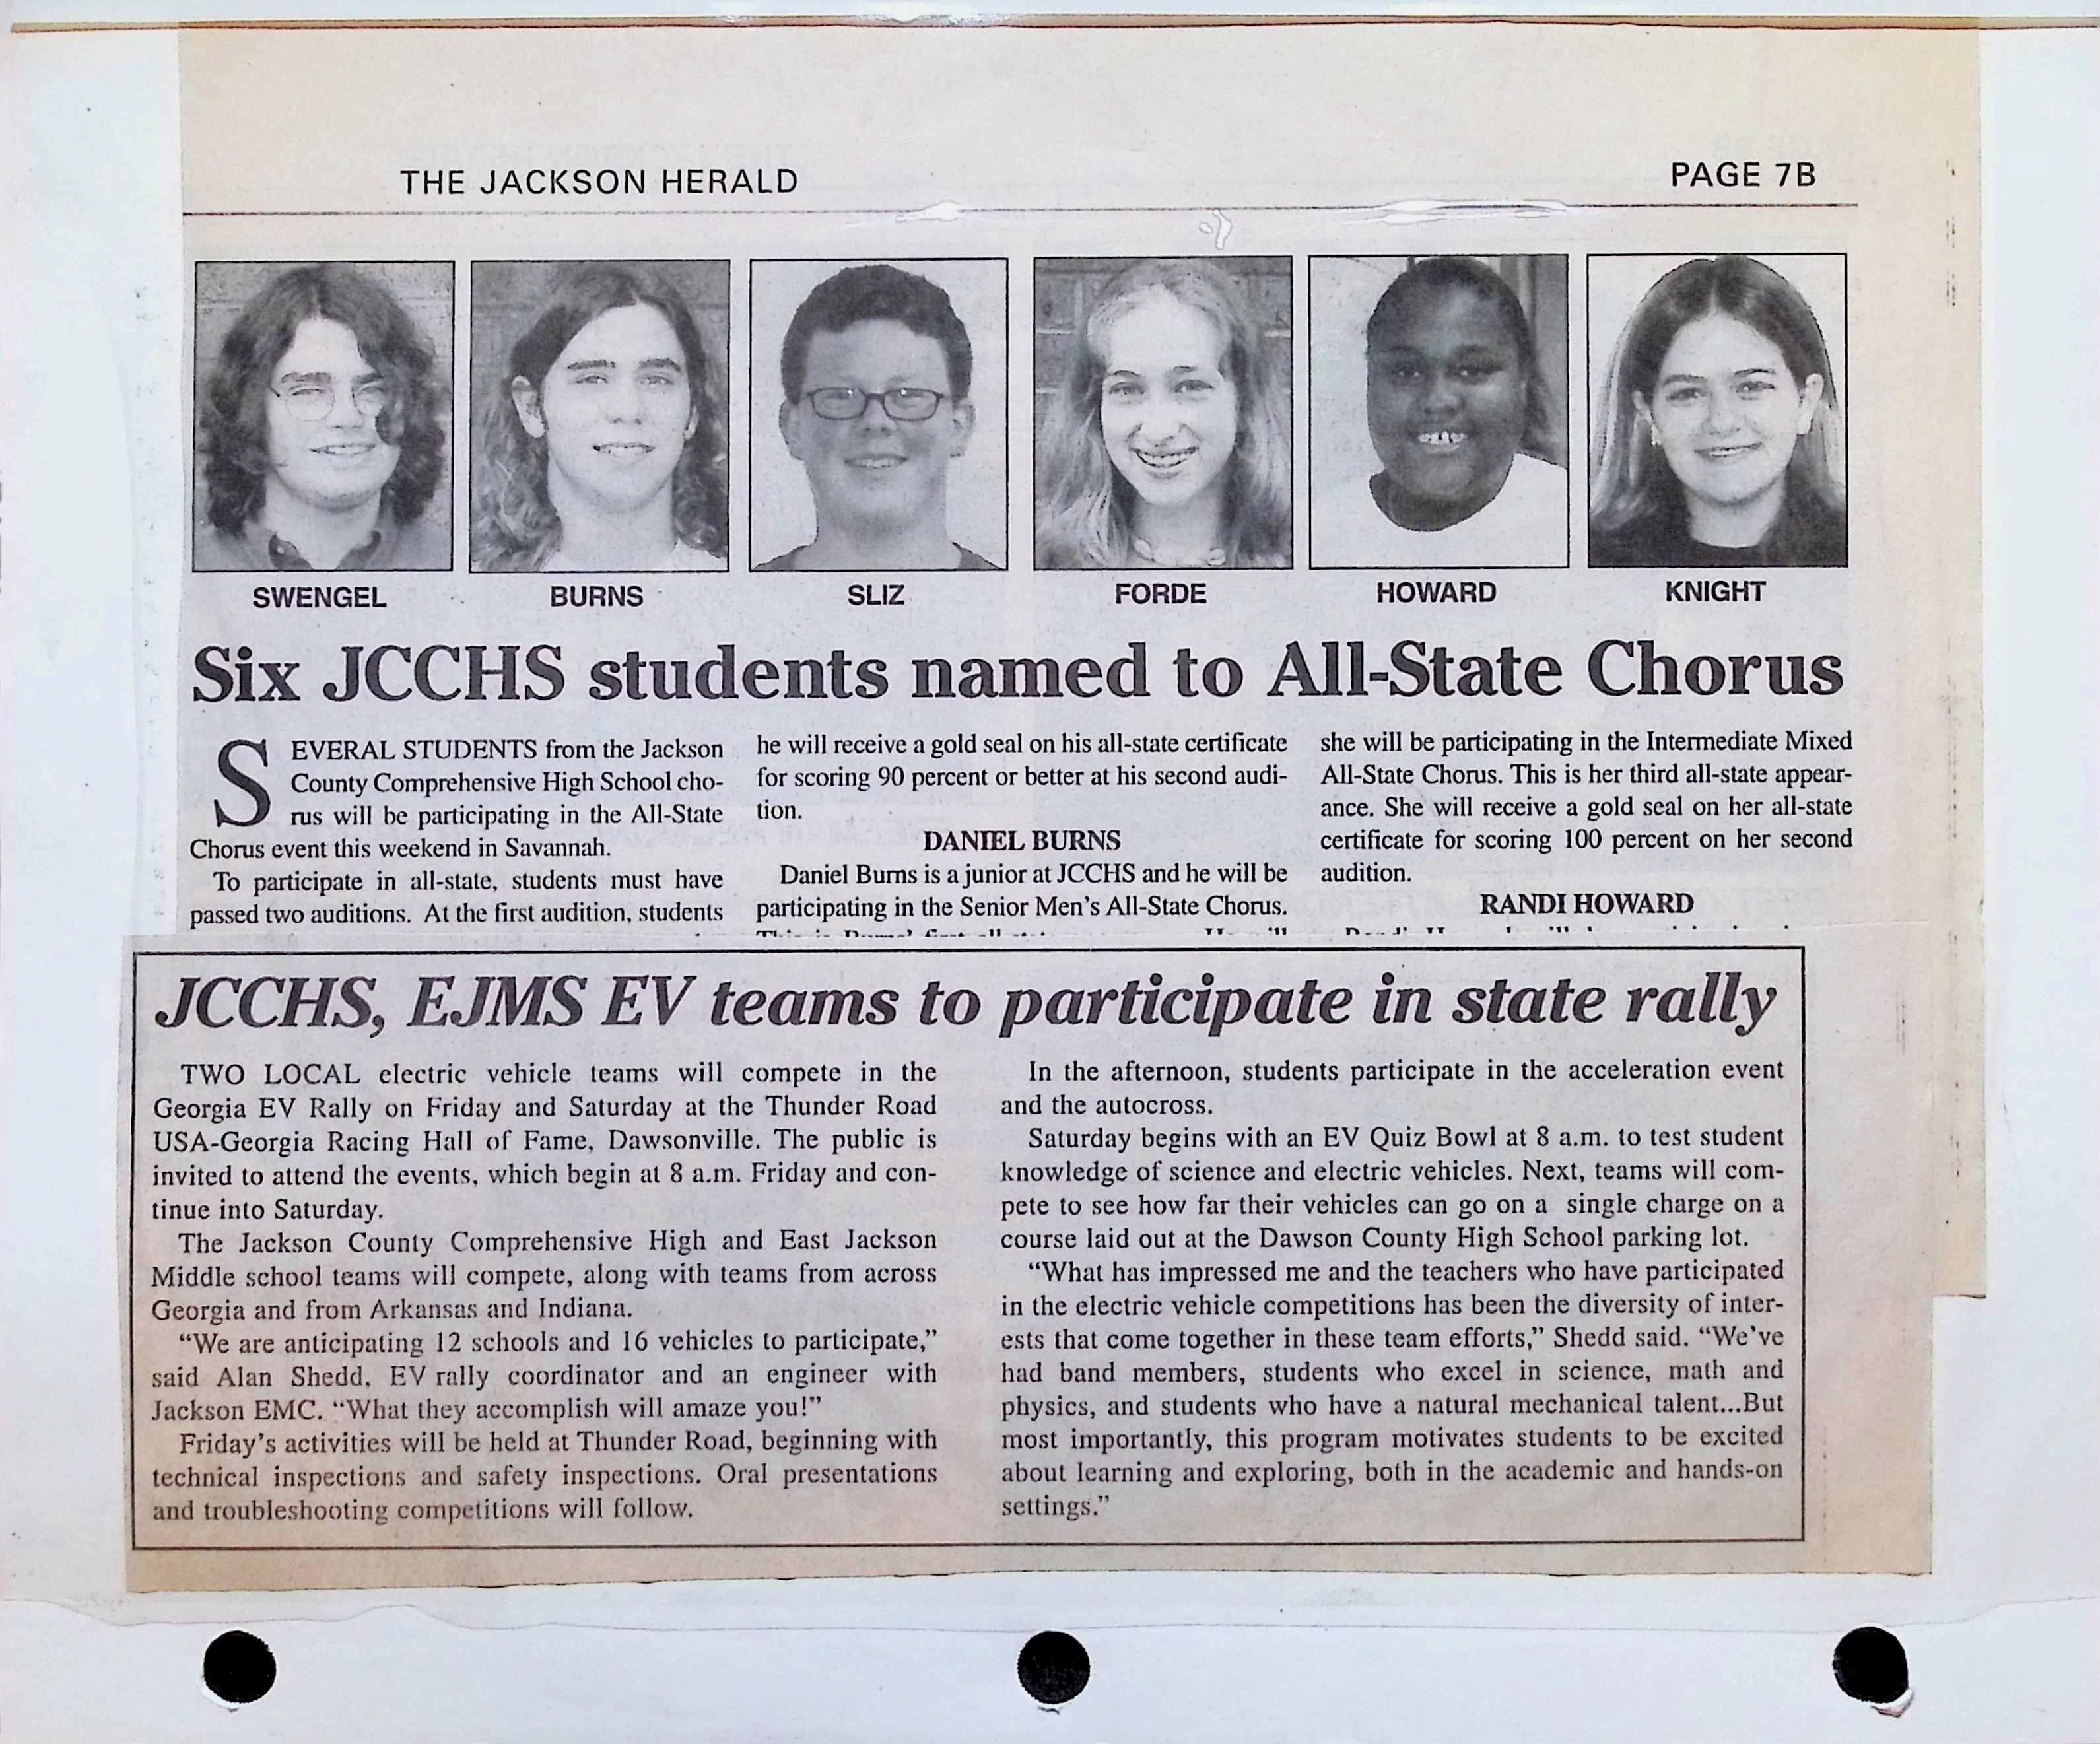 THE JACKSON HERALD
PAGE 7B
SWENGEL
BURNS
SLIZ
FORDE
HOWARD
KNIGHT
Six JCCHS students named to All-State Chorus
SEVERAL STUDENTS from the Jackson
County Comprehensive High School cho-
rus will be participating in the All-State
Chorus event this weekend in Savannah.
To participate in all-state, students must have
passed two auditions. At the first audition, students
he will receive a gold seal on his all-state certificate
for scoring 90 percent or better at his second audi-
tion.
DANIEL BURNS
Daniel Burns is a junior at JCCHS and he will be
participating in the Senior Men's All-State Chorus.
she will be participating in the Intermediate Mixed
All-State Chorus. This is her third all-state appear-
ance. She will receive a gold seal on her all-state
certificate for scoring 100 percent on her second
audition.
RANDI HOWARD
JCCHS, EJMS EV teams to participate in state rally
TWO LOCAL electric vehicle teams will compete in the
Georgia EV Rally on Friday and Saturday at the Thunder Road
USA-Georgia Racing Hall of Fame, Dawsonville. The public is
invited to attend the events, which begin at 8 a.m. Friday and con-
tinue into Saturday.
The Jackson County Comprehensive High and East Jackson
Middle school teams will compete, along with teams from across
Georgia and from Arkansas and Indiana.
“We are anticipating 12 schools and 16 vehicles to participate,”
said Alan Shedd, EV rally coordinator and an engineer with
Jackson EMC. “What they accomplish will amaze you!”
Friday's activities will be held at Thunder Road, beginning with
technical inspections and safety inspections. Oral presentations
and troubleshooting competitions will follow.
In the afternoon, students participate in the acceleration event
and the autocross.
Saturday begins with an EV Quiz Bowl at 8 a.m. to test student
knowledge of science and electric vehicles. Next, teams will com-
pete to see how far their vehicles can go on a single charge on a
course laid out at the Dawson County High School parking lot.
“What has impressed me and the teachers who have participated
in the electric vehicle competitions has been the diversity of inter-
ests that come together in these team efforts,” Shedd said. “We've
had band members, students who excel in science, math and
physics, and students who have a natural mechanical talent...But
most importantly, this program motivates students to be excited
about learning and exploring, both in the academic and hands-on
settings.”